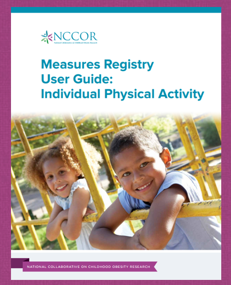 NCCOR
Measures Registry
User Guide:
Individual Physical Activity
NATIONAL COLLABORATIVE ON CHILDHOOD OBESITY RESEARCH